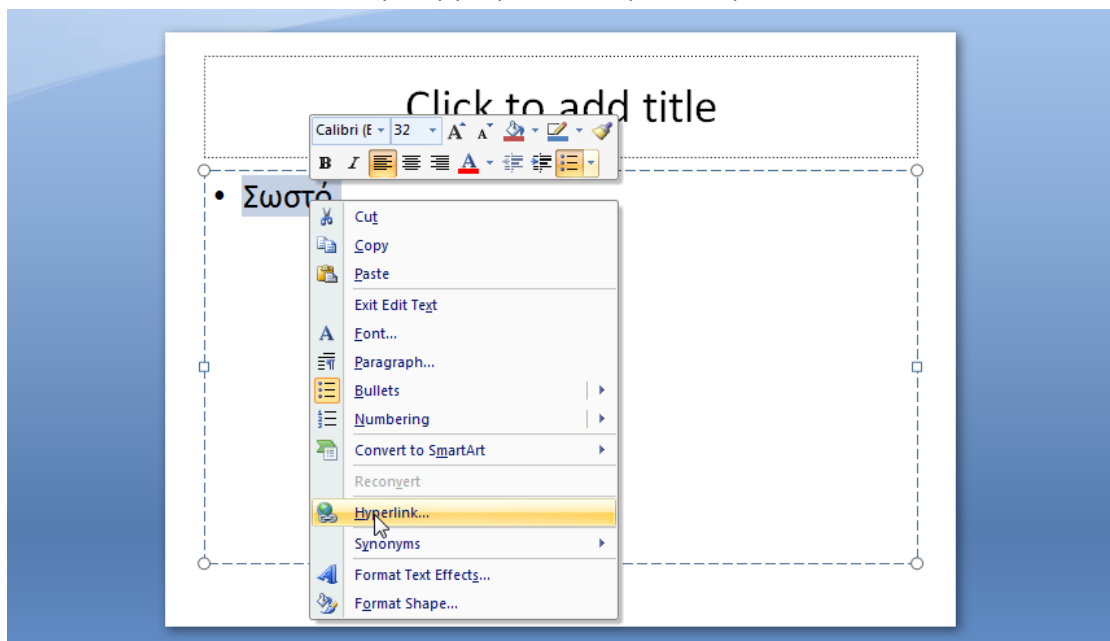 Click to add title
Calibri (E 32 A A
B I A
• Σωστό
Cut
Copy
Paste
Exit Edit Text
A Font...
Paragraph...
Bullets
Numbering
Convert to SmartArt
Reconvert
Hyperlink...
Synonyms
Format Text Effects...
Format Shape...